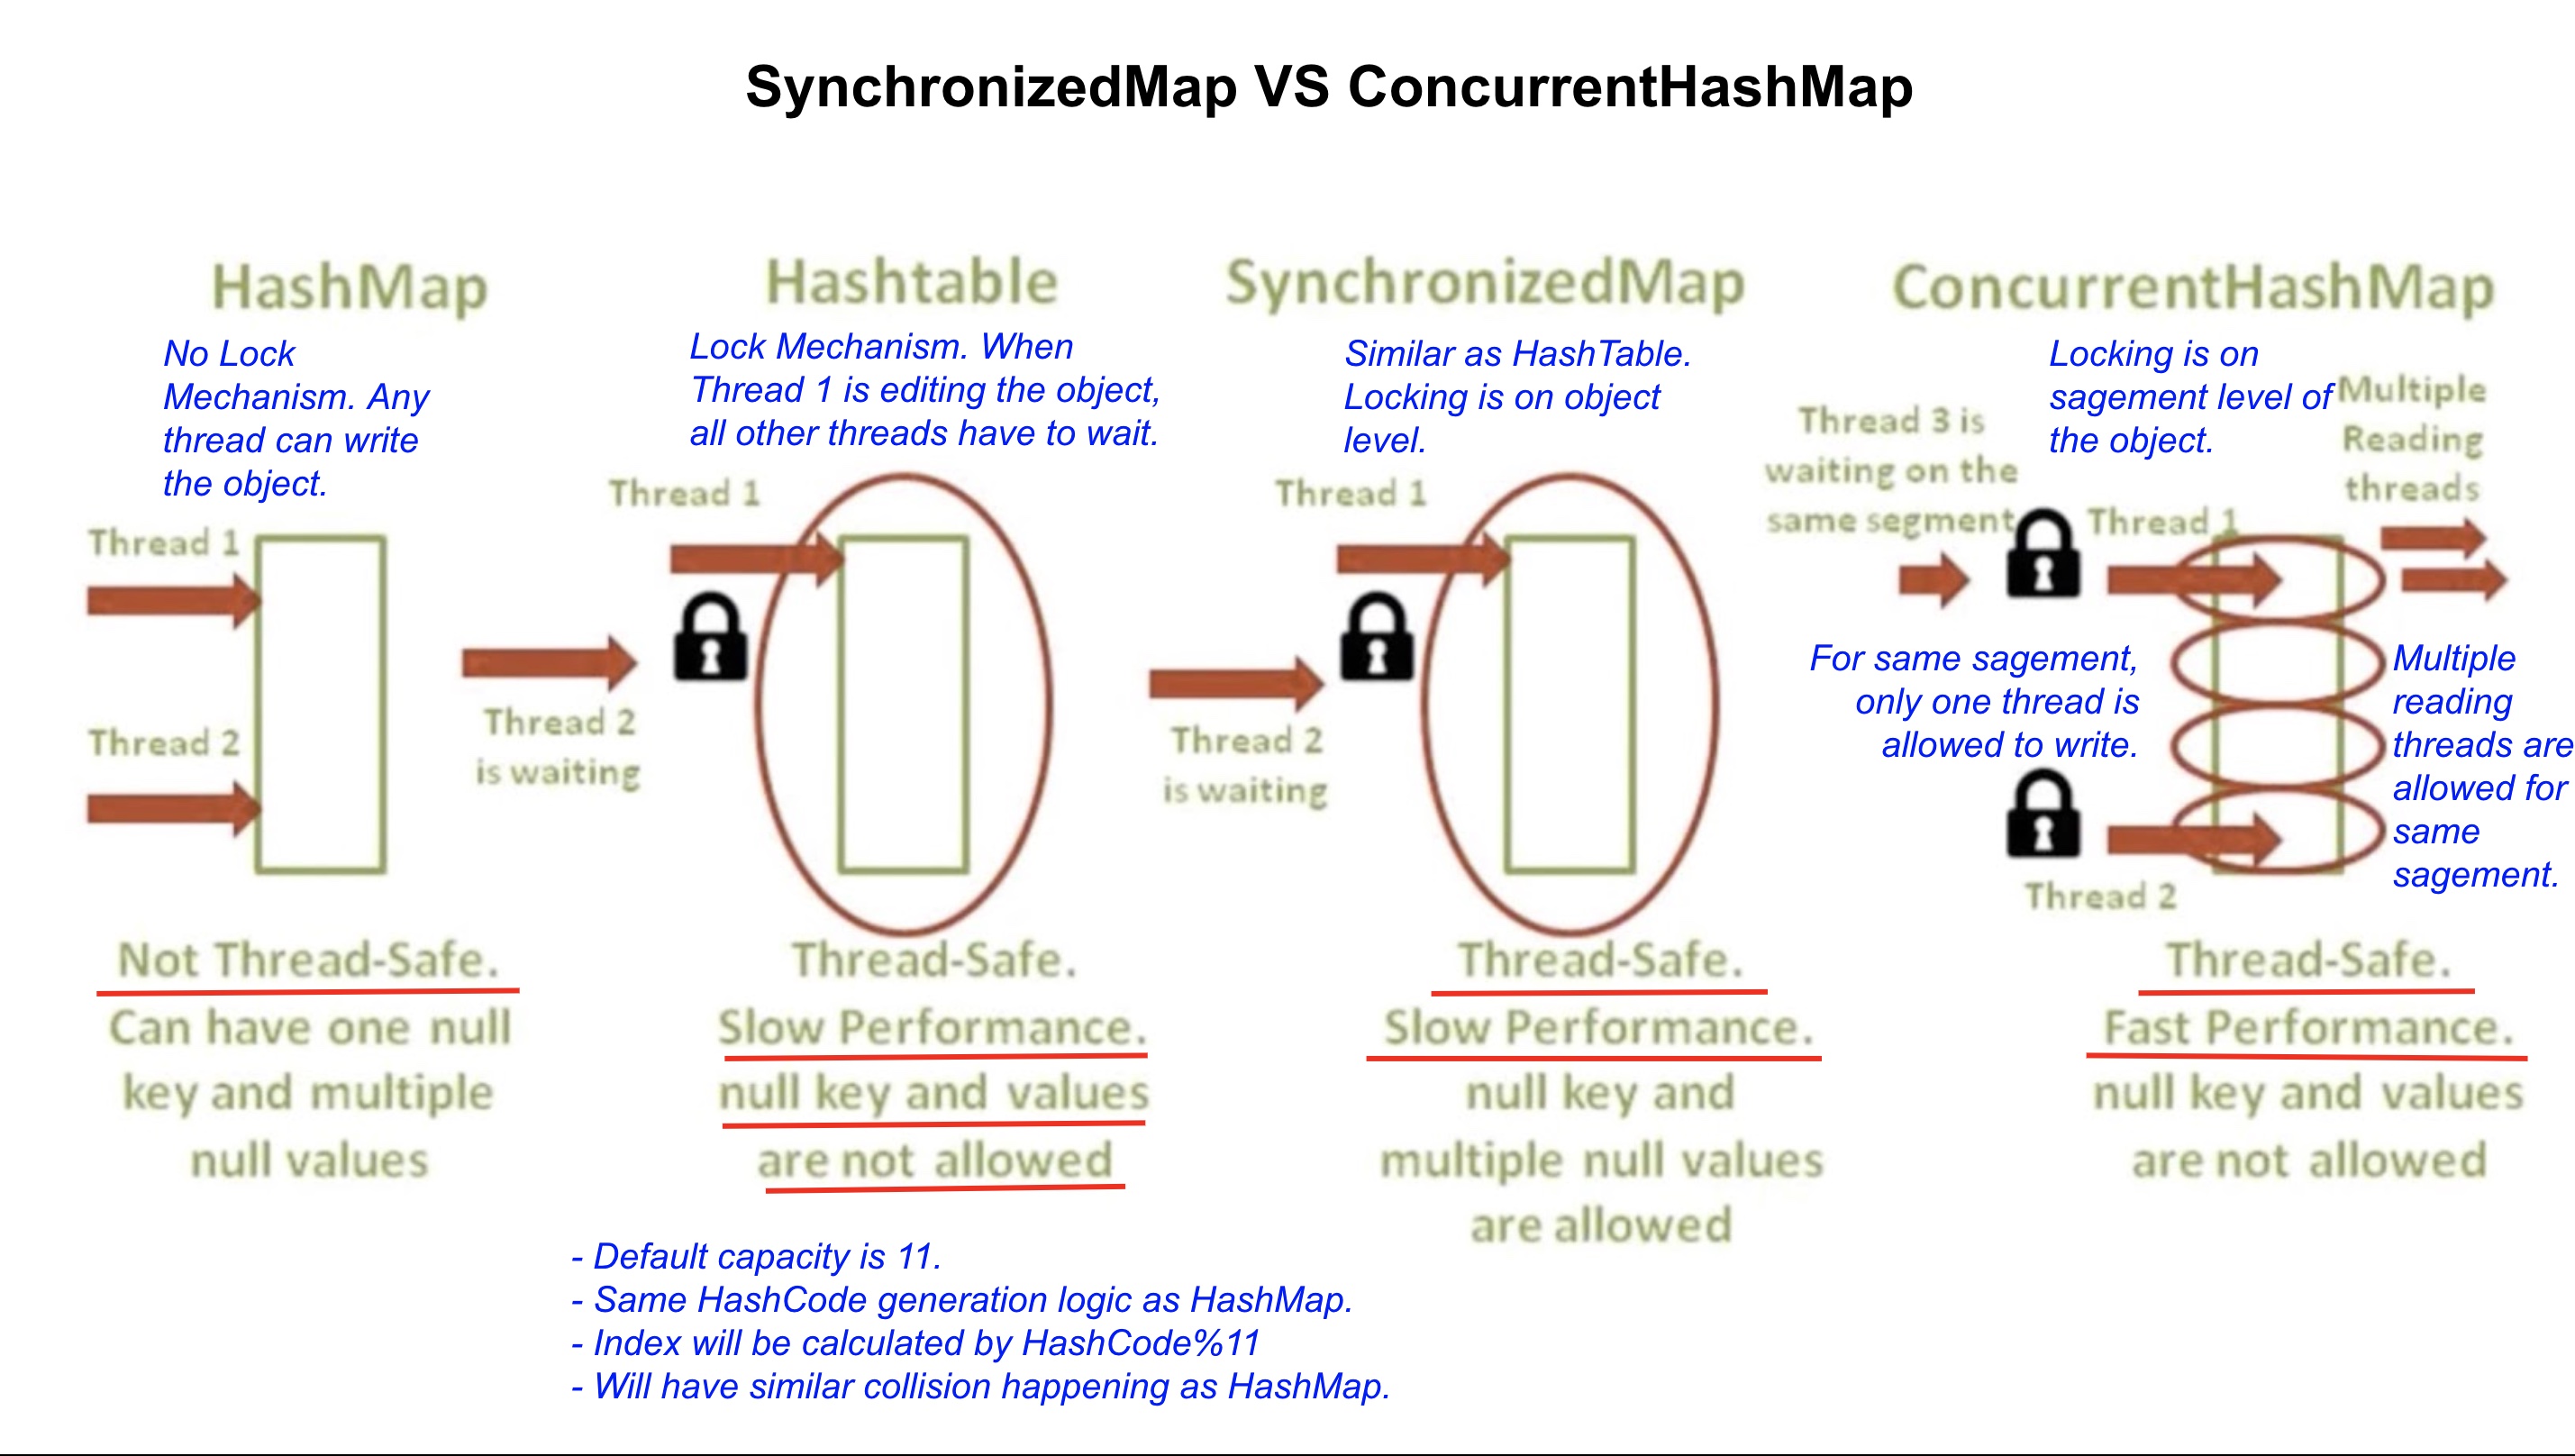 SynchronizedMap VS ConcurrentHashMap
HashMap
No Lock
Mechanism. Any
thread can write
the object.
Thread 1
Thread 2
Not Thread-Safe.
Can have one null
key and multiple
null values
Hashtable
Lock Mechanism. When
Thread 1 is editing the object,
all other threads have to wait.
Thread 1
Thread 2
is waiting
Thread-Safe.
Slow Performance.
null key and values
are not allowed
- Default capacity is 11.
- Same HashCode generation logic as HashMap.
- Index will be calculated by HashCode%11
- Will have similar collision happening as HashMap.
SynchronizedMap
Similar as HashTable.
Locking is on object
level.
Thread 1
Thread 2
is waiting
Thread-Safe.
Slow Performance.
null key and
multiple null values
are allowed
ConcurrentHashMap
Locking is on
sagement level of
the object.
Multiple
Reading
threads
Thread 3 is
waiting on the
same segment
Thread 1
For same sagement,
only one thread is
allowed to write.
Multiple
reading
threads are
allowed for
same
sagement.
Thread 2
Thread-Safe.
Fast Performance.
null key and values
are not allowed